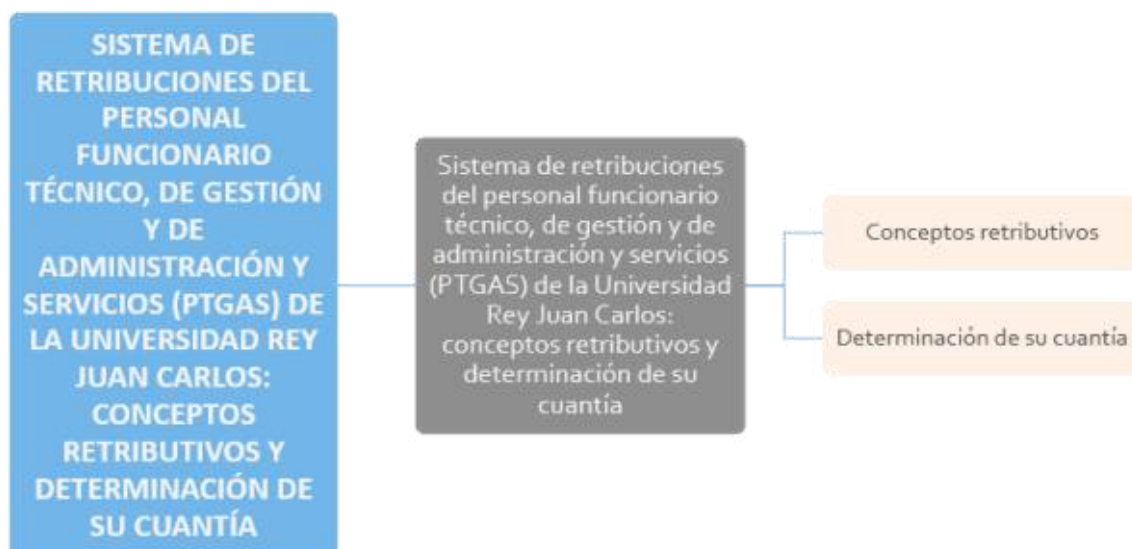 SISTEMA DE
RETRIBUCIONES DEL
PERSONAL
FUNCIONARIO
TÉCNICO, DE GESTIÓN
Y DE
ADMINISTRACIÓN Y
SERVICIOS (PTGAS) DE
LA UNIVERSIDAD REY
JUAN CARLOS:
CONCEPTOS
RETRIBUTIVOS Y
DETERMINACIÓN DE
SU CUANTÍA
Sistema de retribuciones
del personal funcionario
técnico, de gestión y de
administración y servicios
(PTGAS) de la Universidad
Rey Juan Carlos:
conceptos retributivos y
determinación de su
cuantía
Conceptos retributivos
Determinación de su cuantía